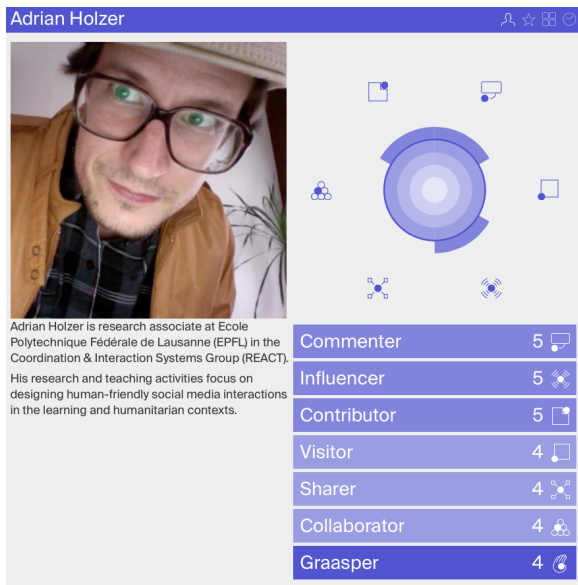 Adrian Holzer
Adrian Holzer is research associate at Ecole
Polytechnique Fédérale de Lausanne (EPFL) in the
Coordination & Interaction Systems Group (REACT).
His research and teaching activities focus on
designing human-friendly social media interactions
in the learning and humanitarian contexts.
Commenter 5
Influencer 5
Contributor 5
Visitor 4
Sharer 4
Collaborator 4
Graasper 4